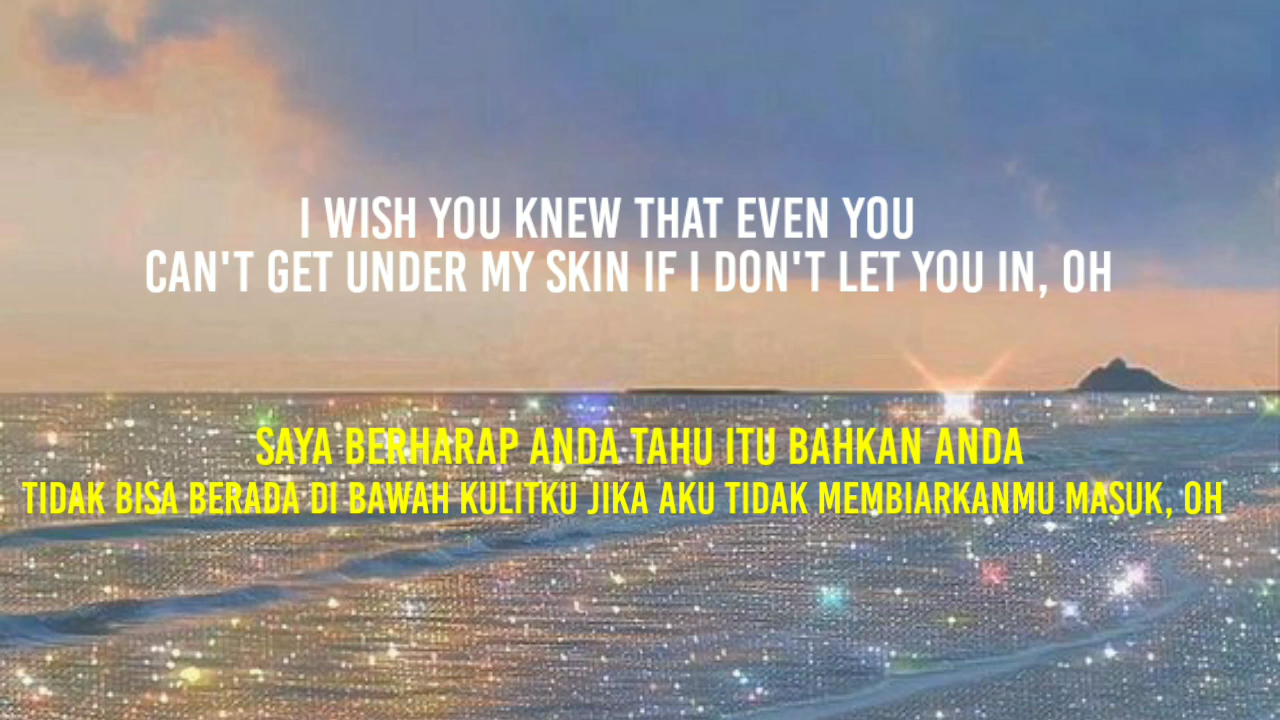 I WISH YOU KNEW THAT EVEN YOU
CAN'T GET UNDER MY SKIN IF I DON'T LET YOU IN, OH
SAYA BERHARAP ANDA TAHU ITU BAHKAN ANDA
TIDAK BISA BERADA DI BAWAH KULITKU JIKA AKU TIDAK MEMBIARKANMU MASUK, OH